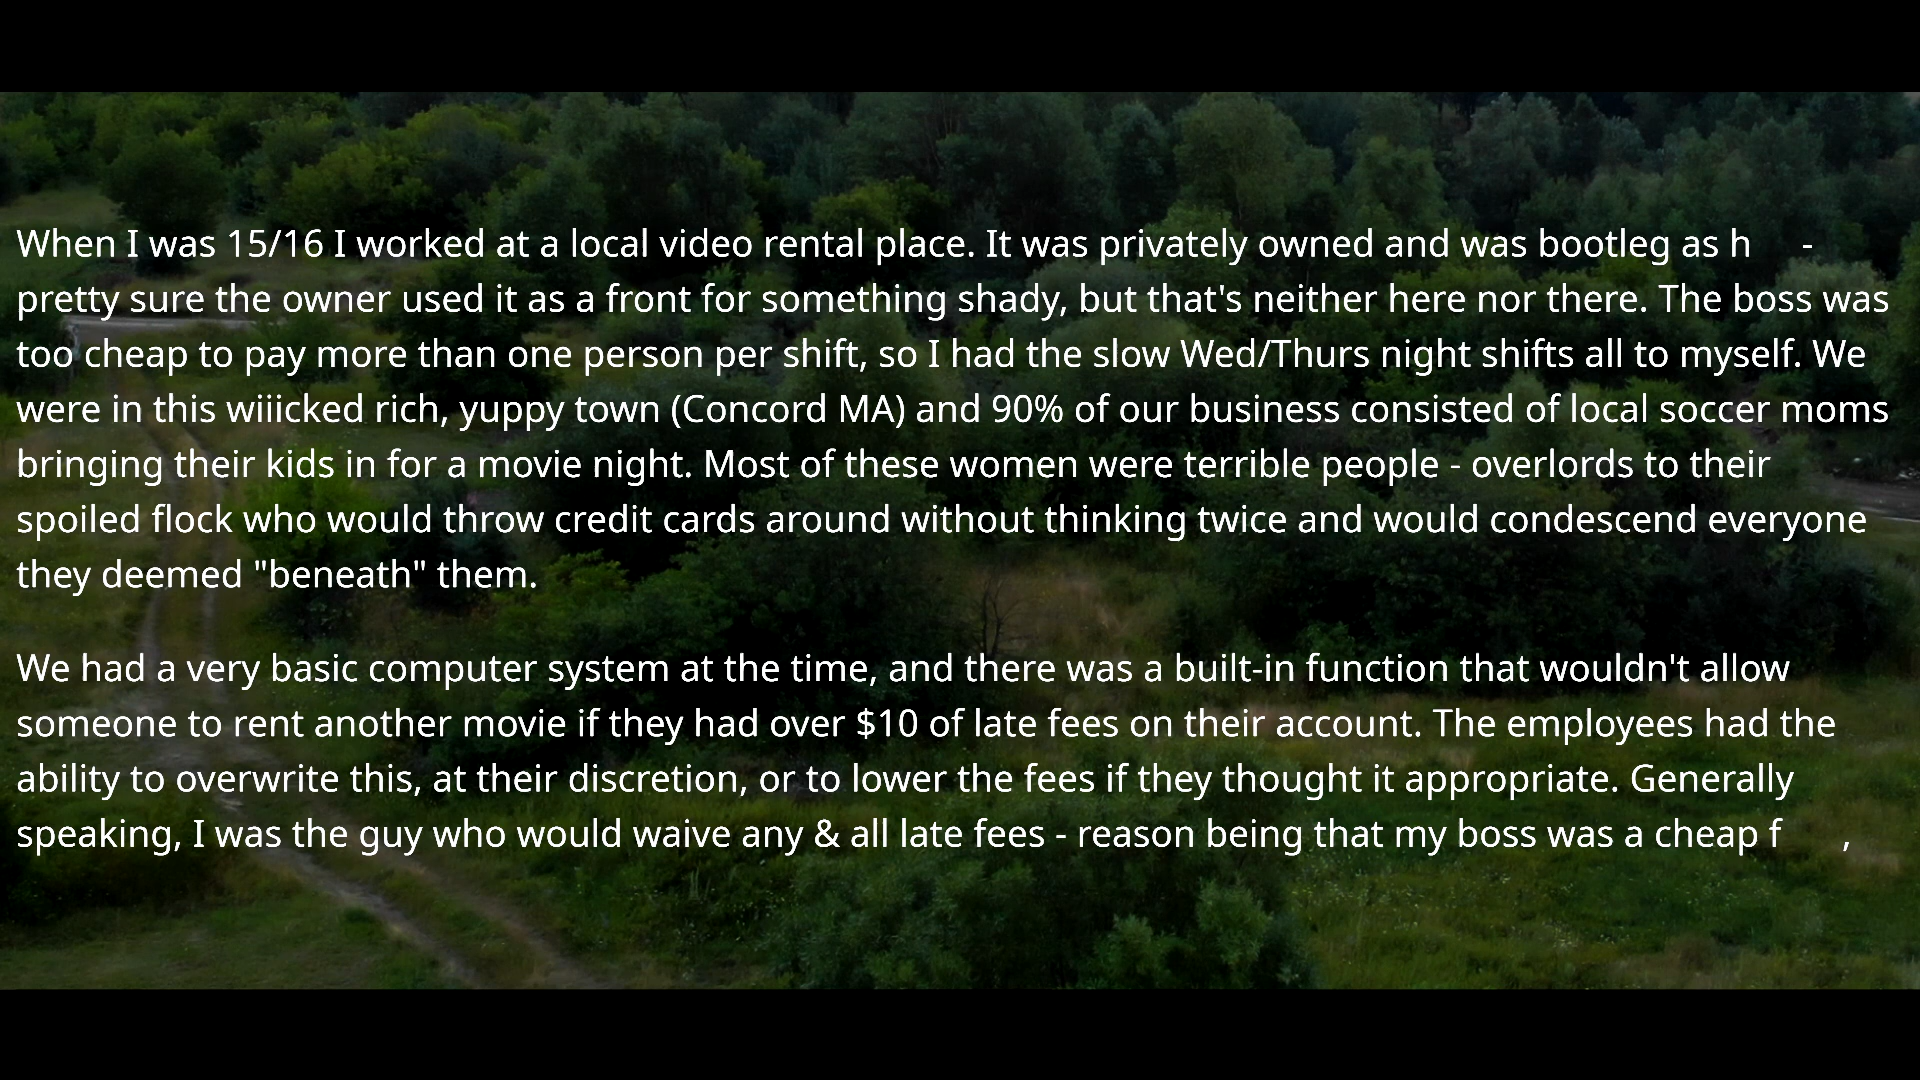 When I was 15/16 I worked at a local video rental place. It was privately owned and was bootleg as h -
pretty sure the owner used it as a front for something shady, but that's neither here nor there. The boss was
too cheap to pay more than one person per shift, so I had the slow Wed/Thurs night shifts all to myself. We
were in this wiiicked rich, yuppy town (Concord MA) and 90% of our business consisted of local soccer moms
bringing their kids in for a movie night. Most of these women were terrible people - overlords to their
spoiled flock who would throw credit cards around without thinking twice and would condescend everyone
they deemed "beneath" them.
We had a very basic computer system at the time, and there was a built-in function that wouldn't allow
someone to rent another movie if they had over $10 of late fees on their account. The employees had the
ability to overwrite this, at their discretion, or to lower the fees if they thought it appropriate. Generally
speaking, I was the guy who would waive any & all late fees - reason being that my boss was a cheap f ,